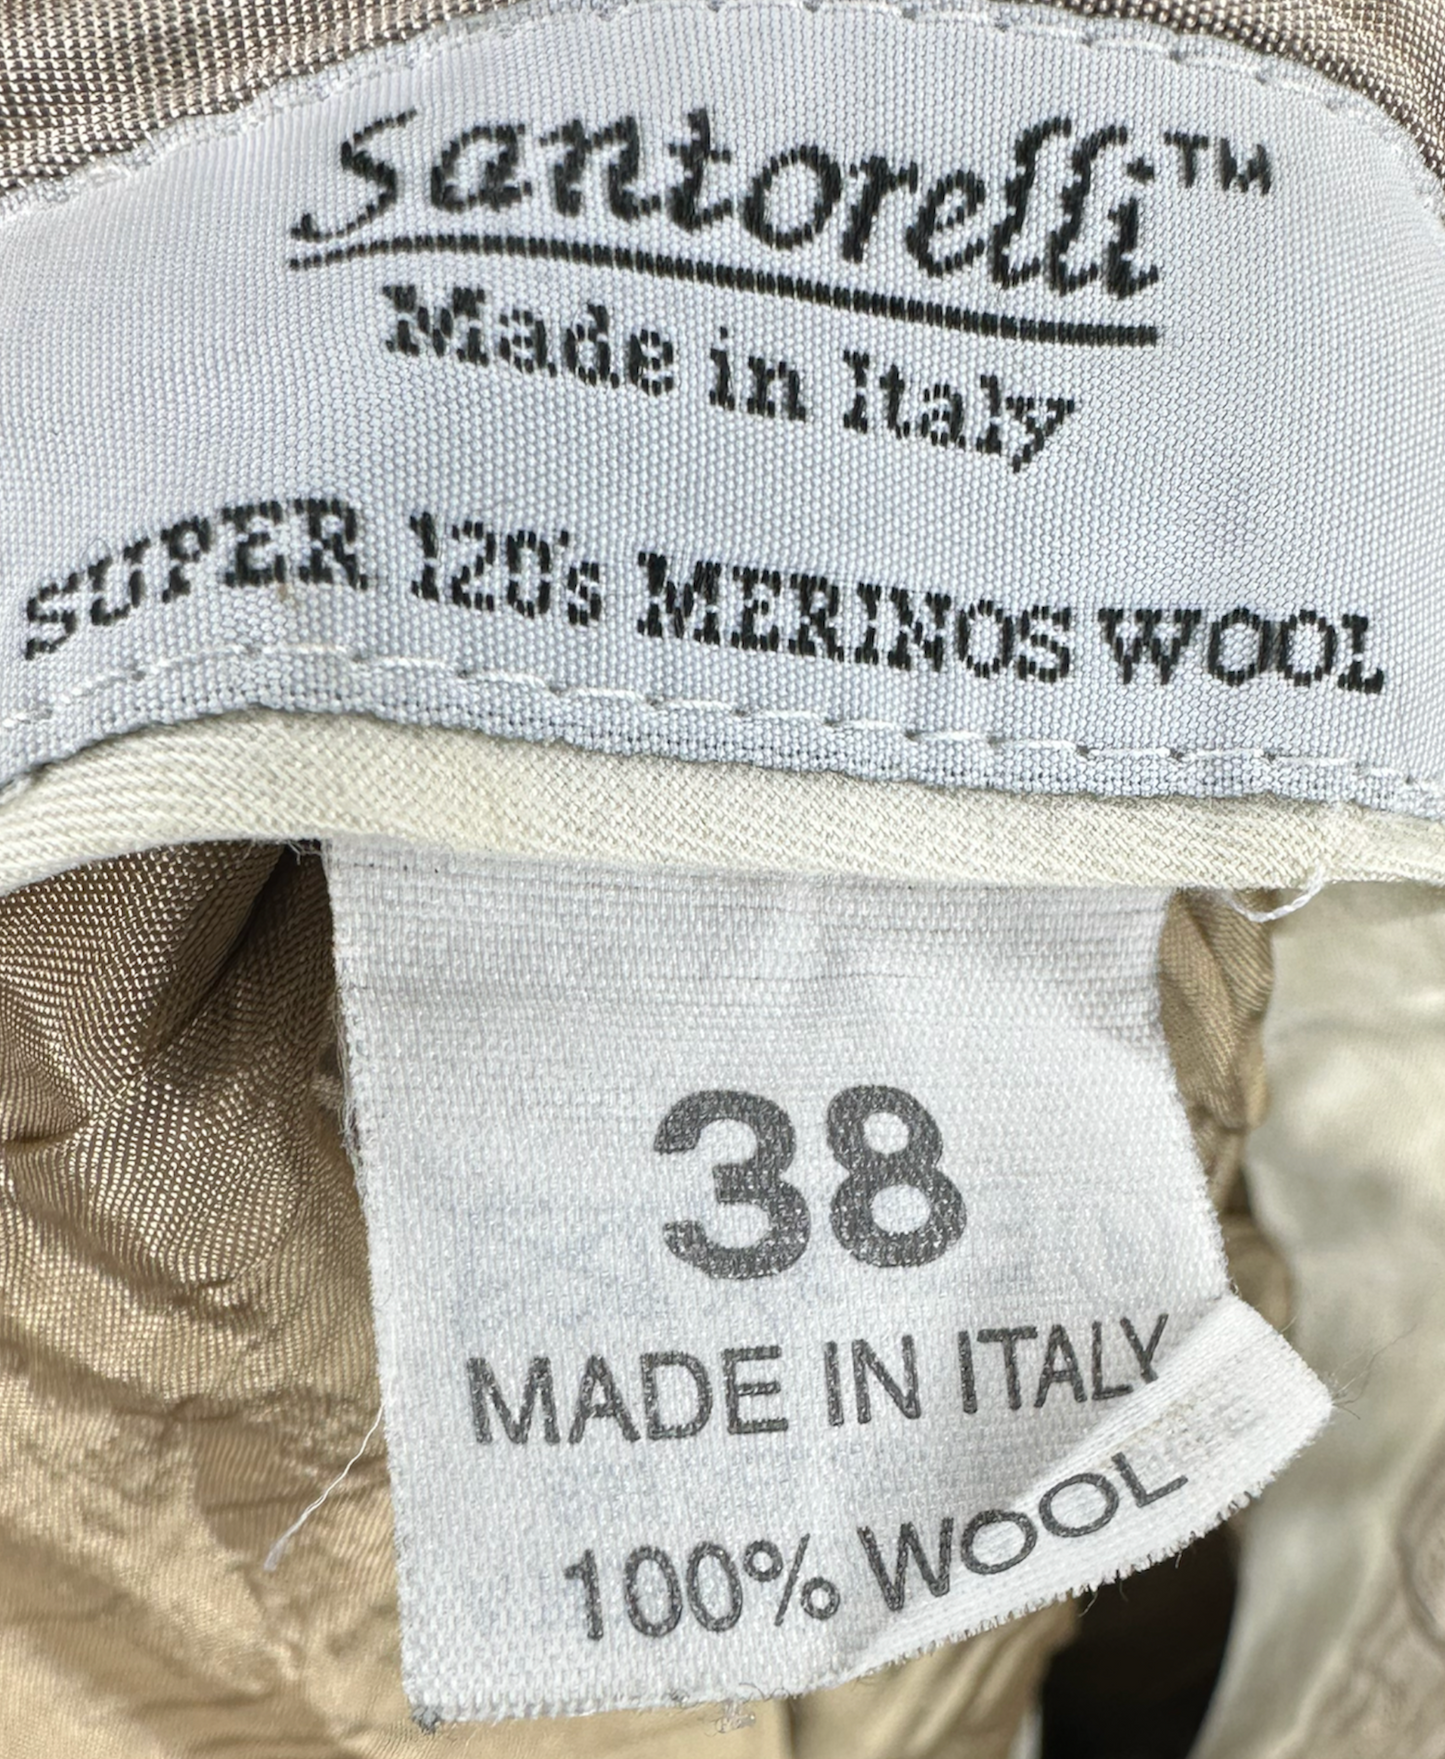 Santorelli™
Made in Italy
SUPER 120's MERINOS WOOL
38
MADE IN ITALY
100% WOOL